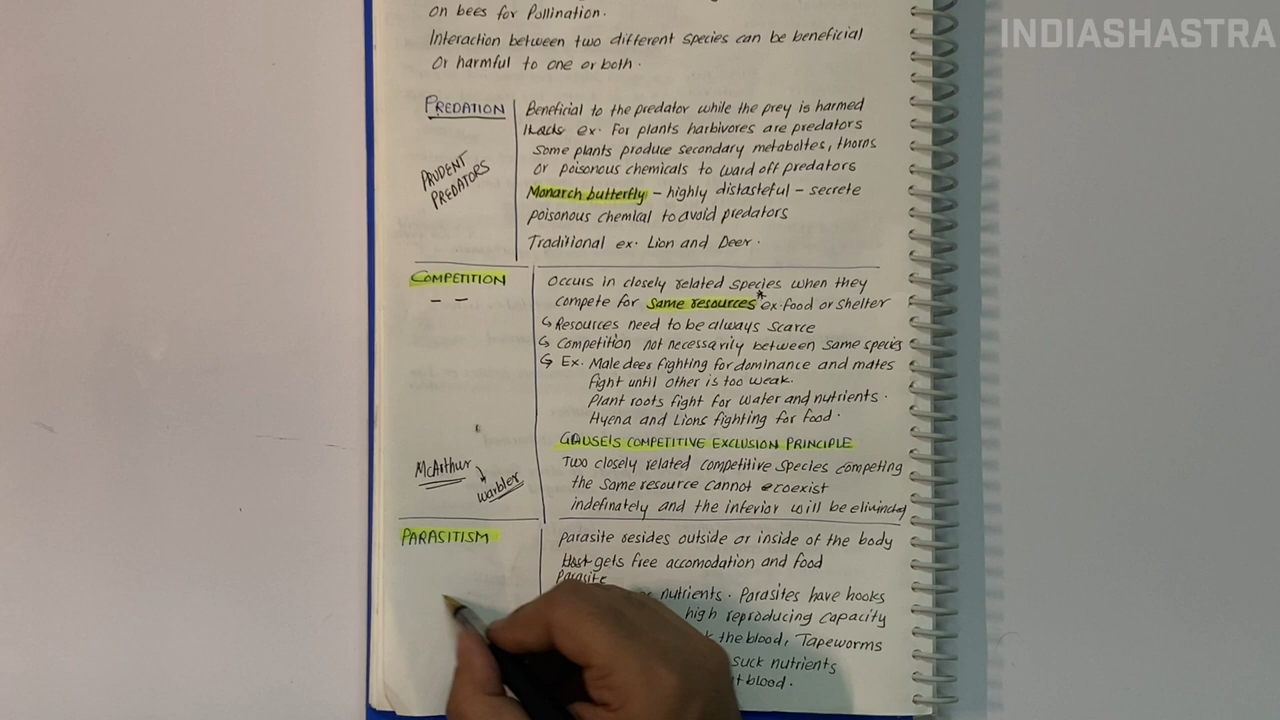 INDIASHASTRA
on bees for Pollination.
Interaction between two different species can be beneficial
Or harmful to one or both.
PREDATION
Beneficial to the predator while the prey is harmed
ex. For plants harbivores are predators
Some plants produce secondary metaboltes, thorns
Or poisonous chemicals to ward off predators
PRUDENT
PREDATORS
Monarch butterfly - highly distasteful - secrete
poisonous chemical to avoid predators
Traditional ex. Lion and Deer.
COMPETITION
- -
Occurs in closely related species when they
compete for same resources* ex. food or shelter
↳ Resources need to be always scarce
↳ Competition not necessarity between same species
↳ Ex. Male deer fighting for dominance and mates
fight until other is too weak.
Plant roots fight for water and nutrients.
Hyena and Lions fighting for food.
GAUSE'S COMPETITIVE EXCLUSION PRINCIPLE
McArthur
warbler
Two closely related competitive species competing
the same resource cannot coexist
indefinately and the inferior will be
PARASITISM
parasite resides outside or inside of the body
Host gets free accomodation and food
Parasite
nutrients. Parasites have hooks
high reproducing capacity
the blood, Tapeworms
suck nutrients
blood.